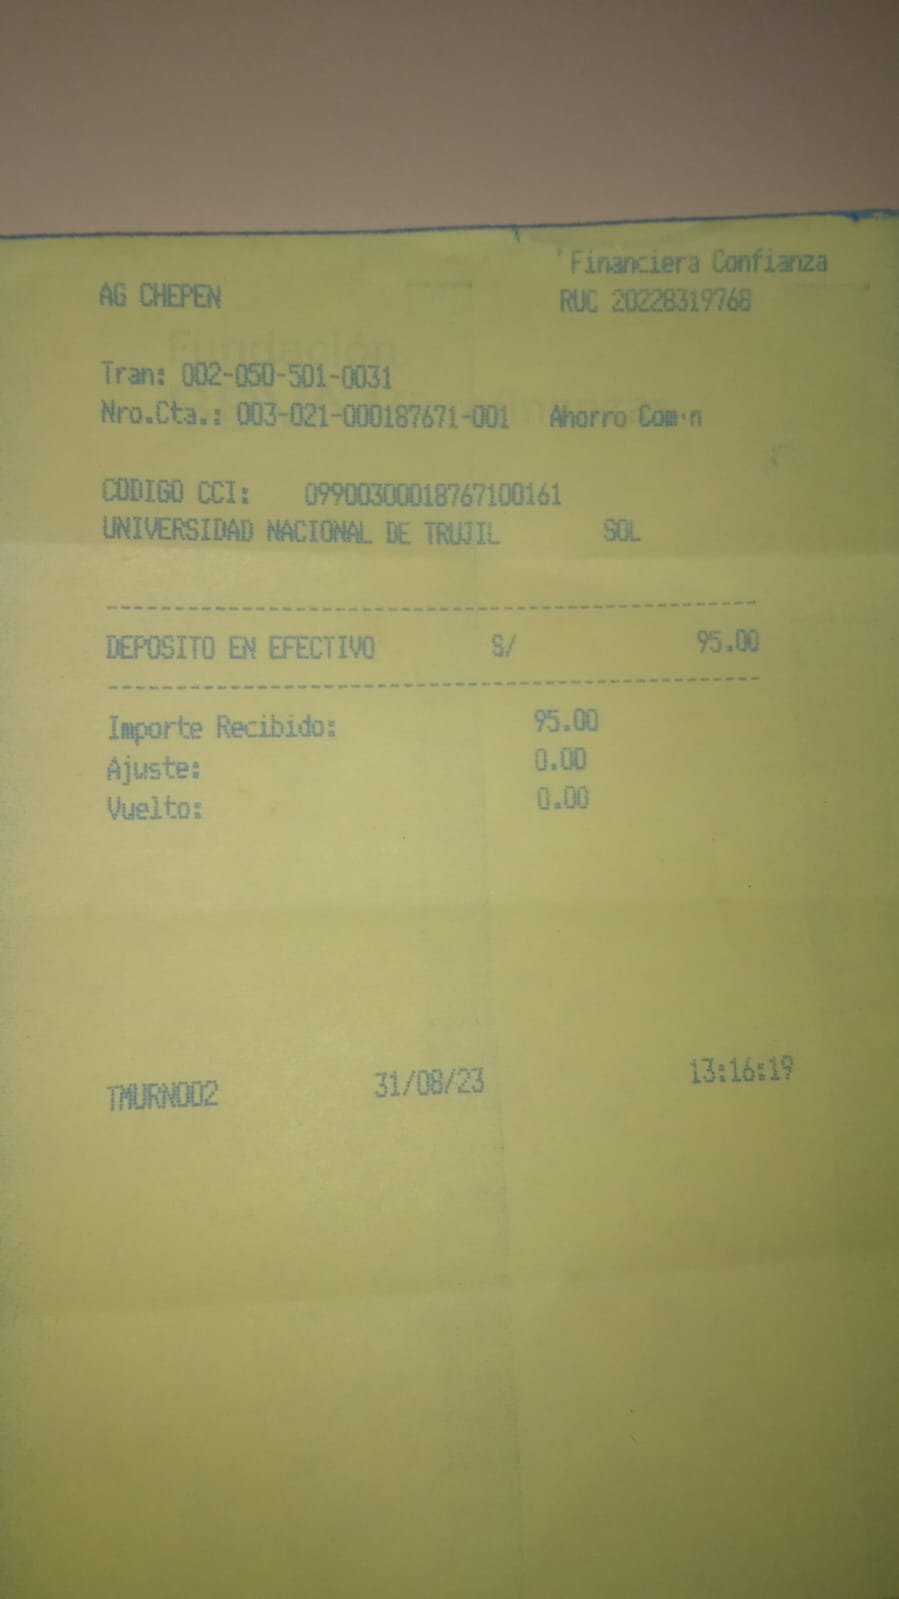 'Financiera Confianza
AG CHEPEN RUC 20228319768
Fundación
Tran: 002-050-501-0031
Nro.Cta.: 003-021-000187671-001 Ahorro Com·n
CODIGO CCI: 09900300018767100161
UNIVERSIDAD NACIONAL DE TRUJIL SOL
DEPOSITO EN EFECTIVO S/ 95.00
Importe Recibido: 95.00
Ajuste: 0.00
Vuelto: 0.00
TMURN002 31/08/23 13:16:19